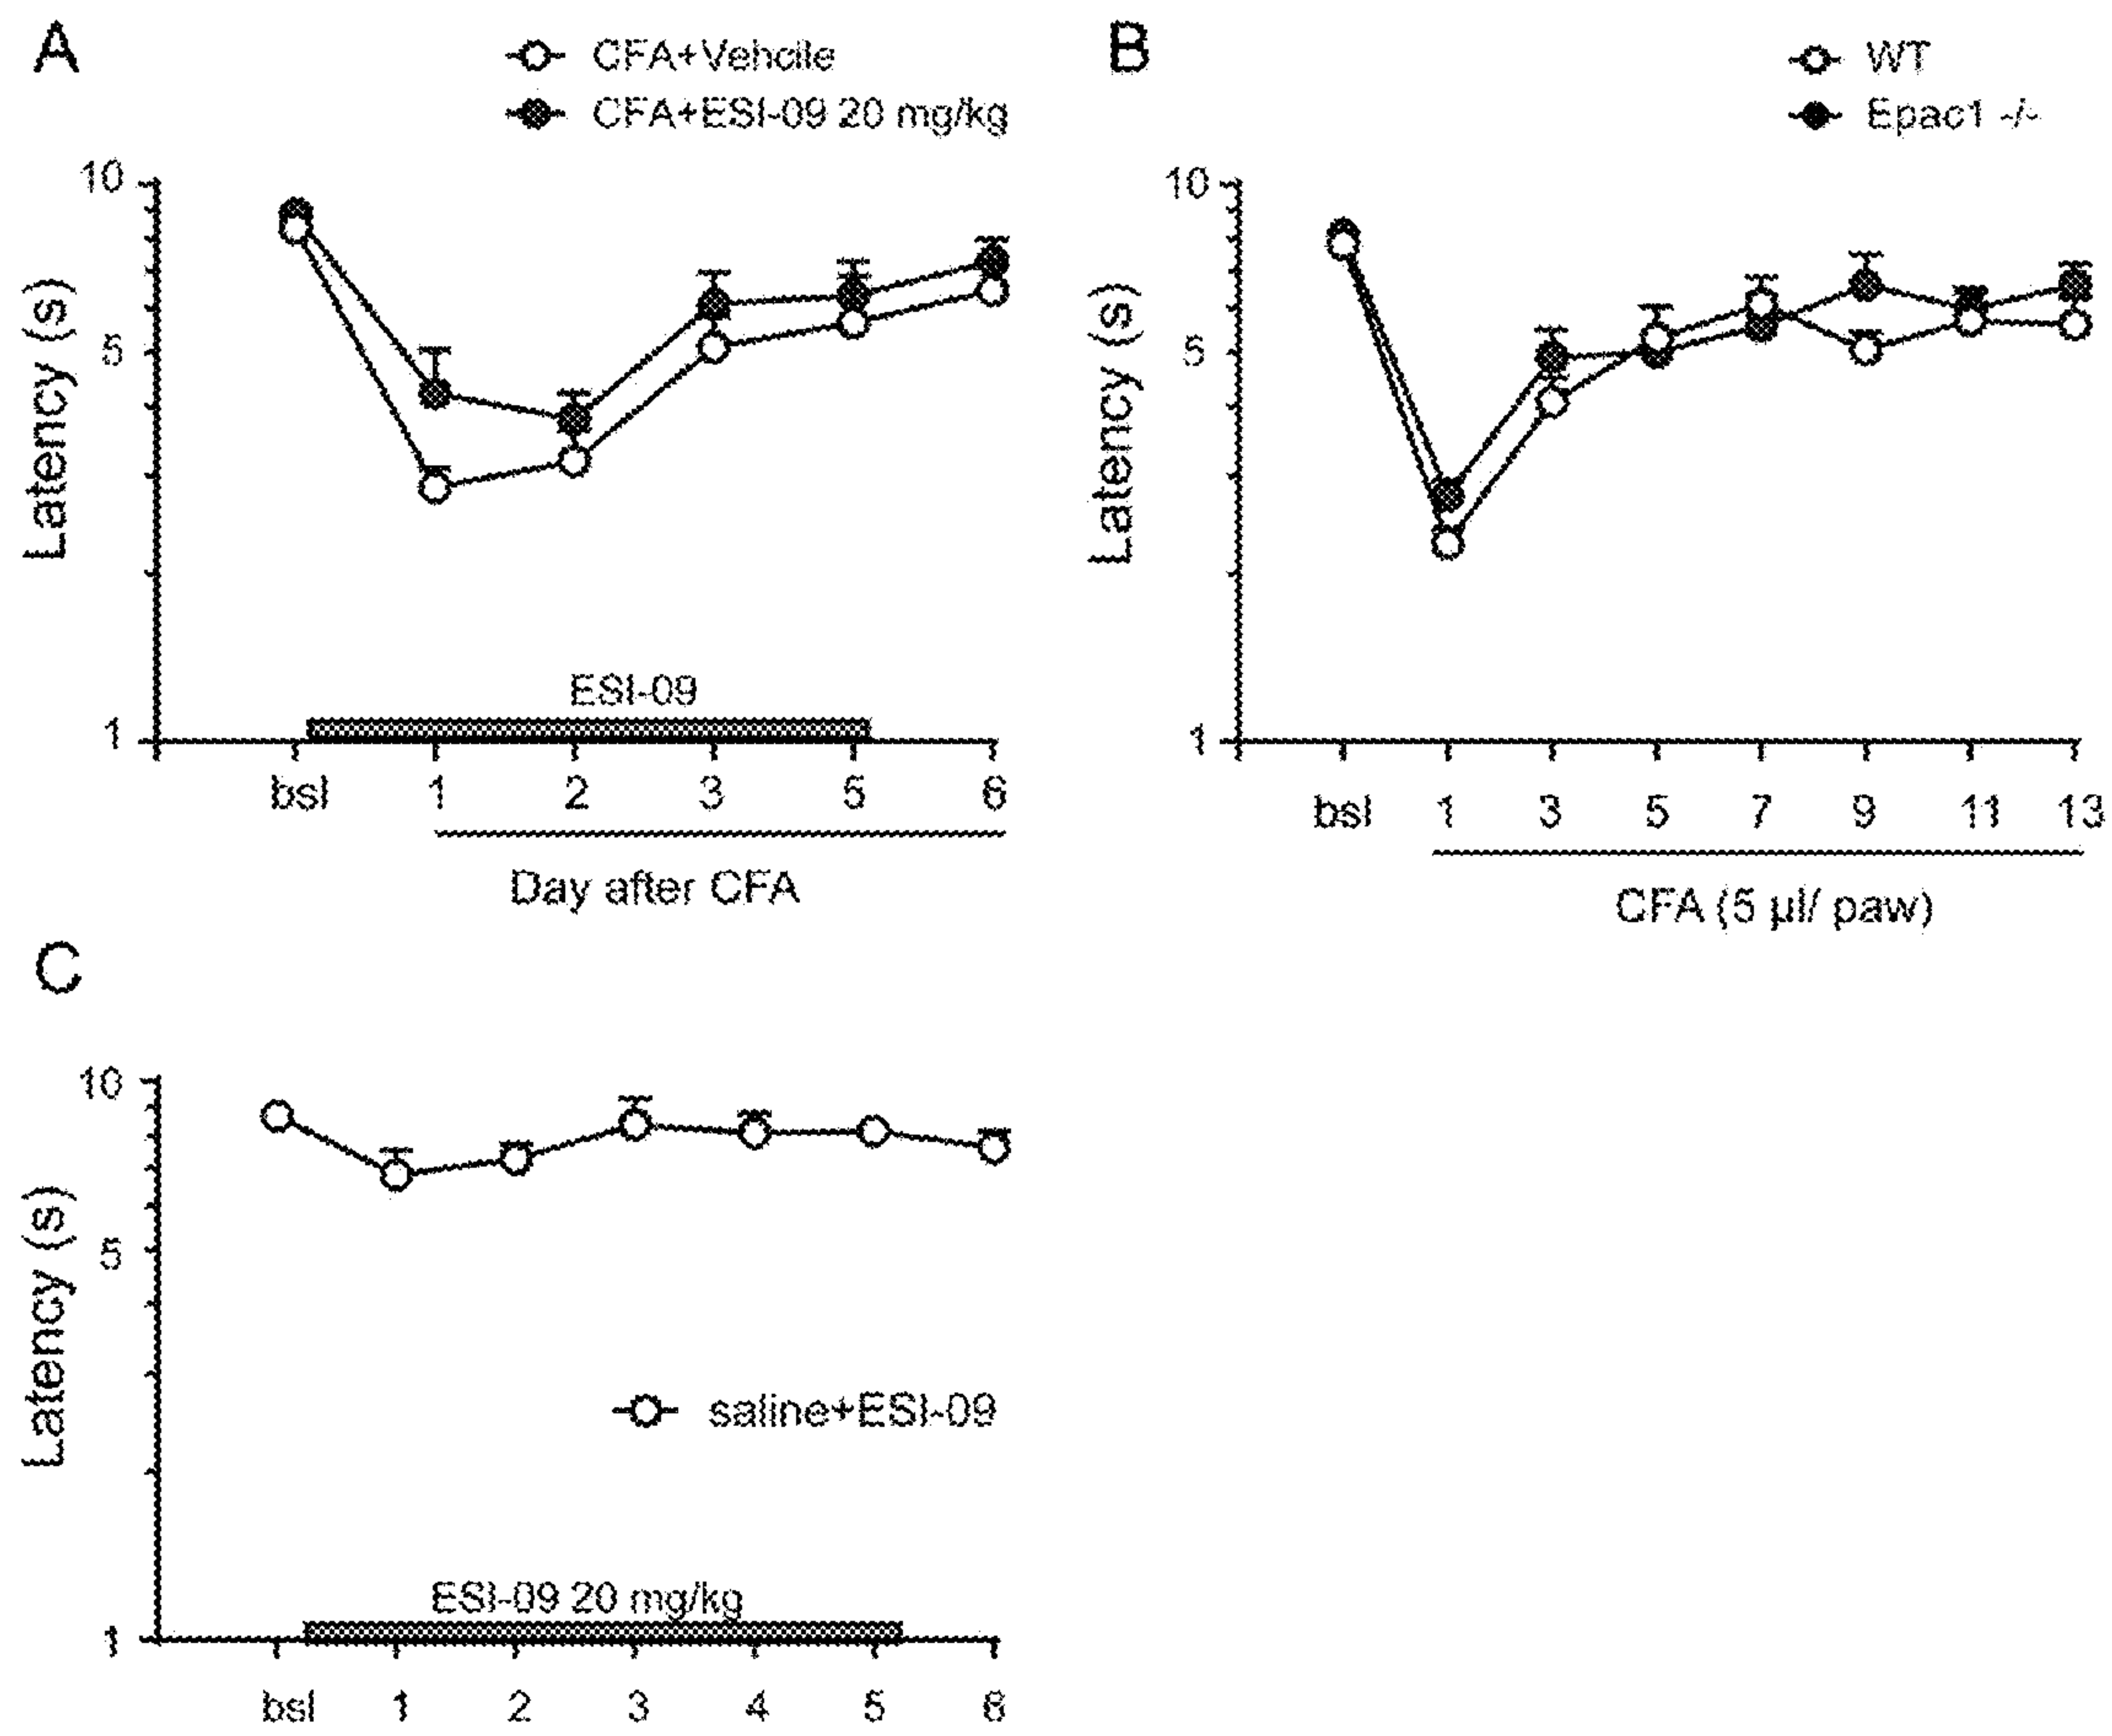 A
CFA+Vehcile
CFA+ESI-09 20 mg/kg
10
5
1
Latency (s)
ESI-09
bsl 1 2 3 5 6
Day after CFA
B
WT
Epac1 -/-
10
5
1
Latency (s)
bsl 1 3 5 7 9 11 13
CFA (5 µl/ paw)
C
10
5
1
Latency (s)
saline+ESI-09
ESI-09 20 mg/kg
bsl 1 2 3 4 5 6